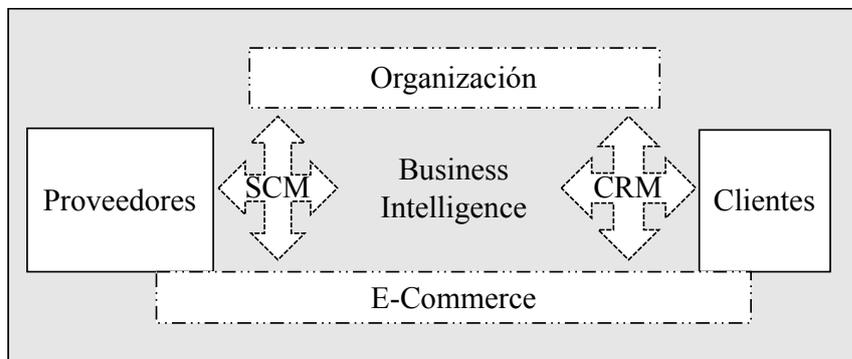 Organización
Proveedores
SCM
Business
Intelligence
CRM
Clientes
E-Commerce